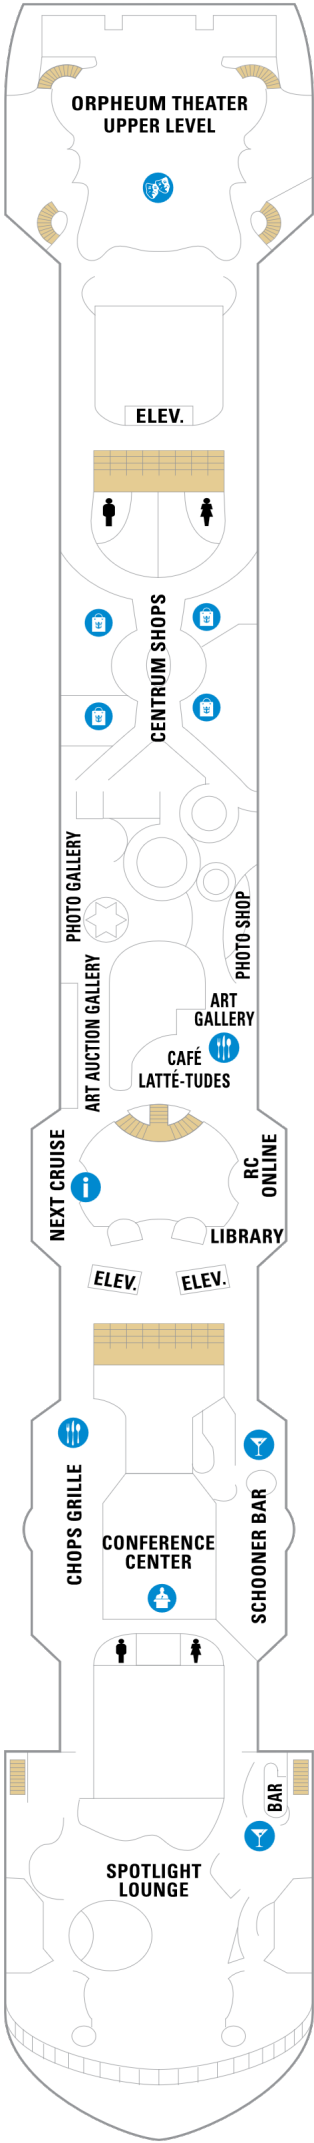 ORPHEUM THEATER
UPPER LEVEL
ELEV.
CENTRUM SHOPS
PHOTO GALLERY
PHOTO SHOP
ART AUCTION GALLERY
ART
GALLERY
CAFÉ
LATTÉ-TUDES
NEXT CRUISE
i
RC
ONLINE
LIBRARY
ELEV.
ELEV.
CHOPS GRILLE
SCHOONER BAR
CONFERENCE
CENTER
BAR
SPOTLIGHT
LOUNGE